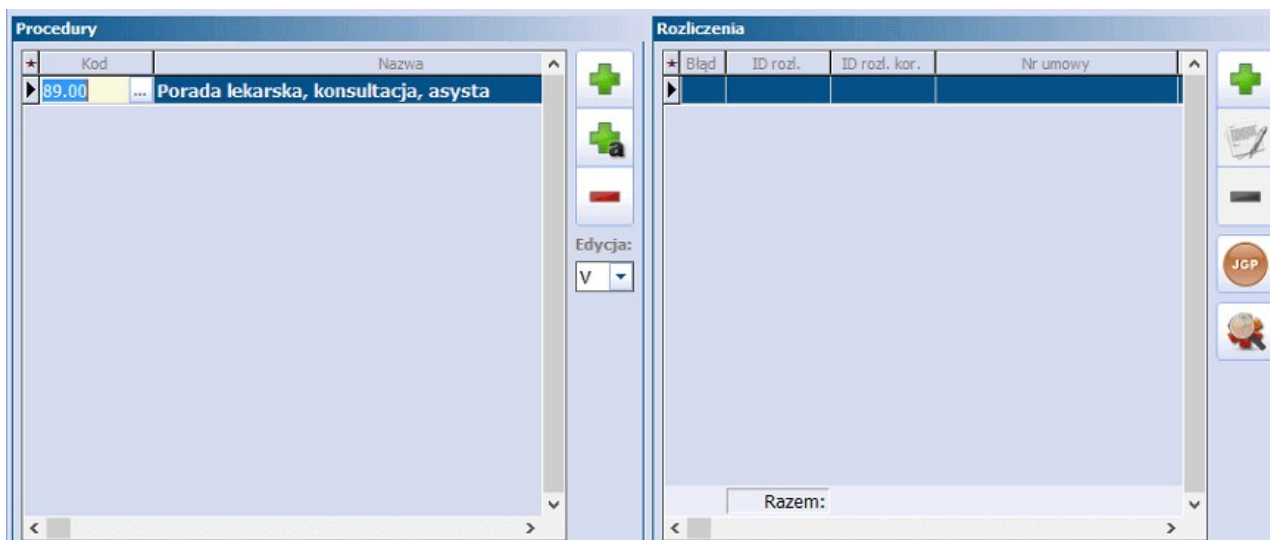 Procedury
Kod Nazwa
89.00 ... Porada lekarska, konsultacja, asysta
a
Edycja:
V
Rozliczenia
Błąd ID rozl. ID rozl. kor. Nr umowy
JGP
Razem: